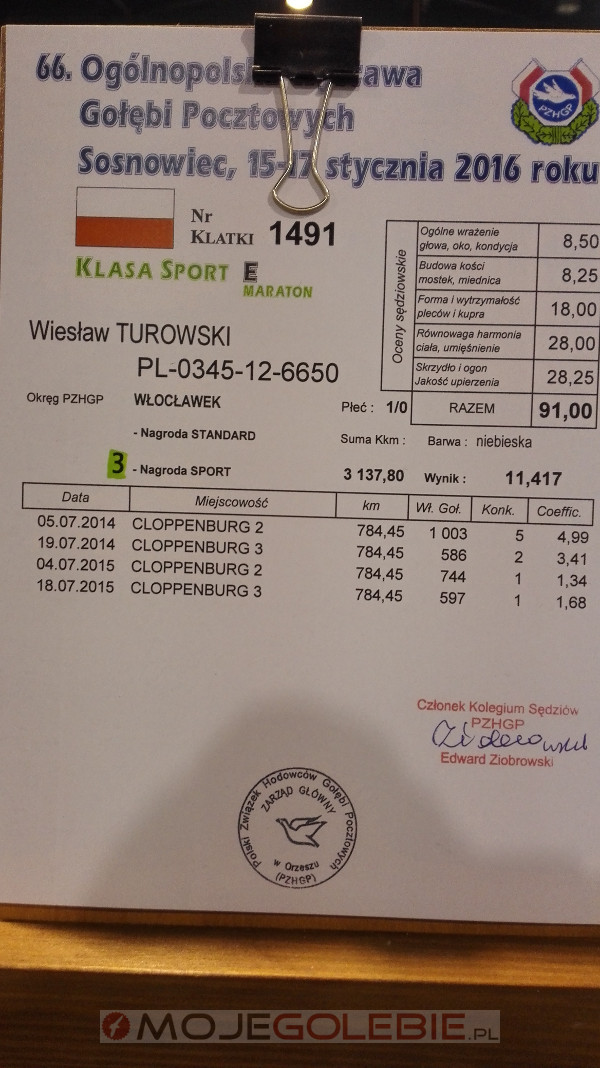 66. Ogólnopolska Wystawa
Gołębi Pocztowych
Sosnowiec, 15-17 stycznia 2016 roku
PZHGP
Nr
KLATKI 1491
KLASA SPORT E
MARATON
Oceny sędziowskie
Ogólne wrażenie
głowa, oko, kondycja 8,50
Budowa kości
mostek, miednica 8,25
Forma i wytrzymałość
pleców i kupra 18,00
Równowaga harmonia
ciała, umięśnienie 28,00
Skrzydło i ogon
Jakość upierzenia 28,25
RAZEM 91,00
Wiesław TUROWSKI
PL-0345-12-6650
Okręg PZHGP WŁOCŁAWEK Płeć : 1/0
- Nagroda STANDARD Suma Kkm : Barwa : niebieska
3 - Nagroda SPORT 3 137,80 Wynik : 11,417
Data Miejscowość km Wł. Goł. Konk. Coeffic.
05.07.2014 CLOPPENBURG 2 784,45 1 003 5 4,99
19.07.2014 CLOPPENBURG 3 784,45 586 2 3,41
04.07.2015 CLOPPENBURG 2 784,45 744 1 1,34
18.07.2015 CLOPPENBURG 3 784,45 597 1 1,68
Członek Kolegium Sędziów
PZHGP
Edward Ziobrowski
Polski Związek Hodowców Gołębi Pocztowych
ZARZĄD GŁÓWNY
w Orzeszu
(PZHGP)
MOJEGOLEBIE.PL